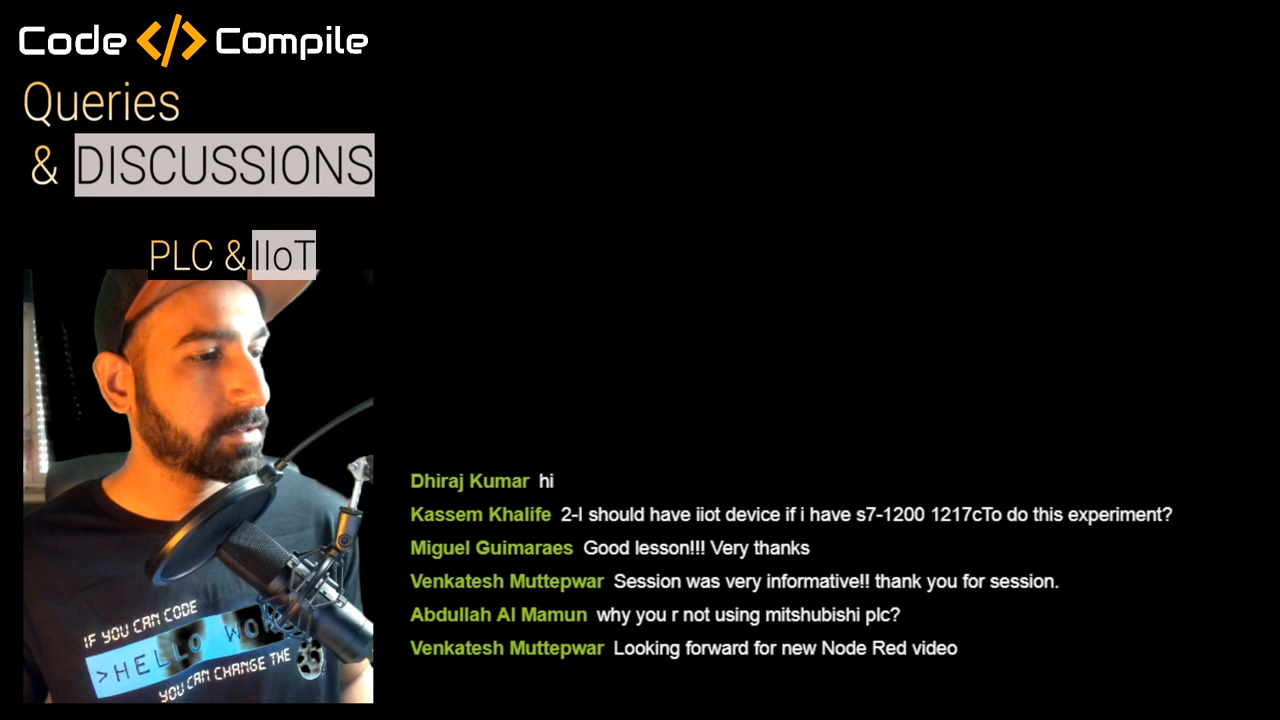 Code </> Compile
Queries
& DISCUSSIONS
PLC & IIoT
IF YOU CAN CODE
>HELLO WO
YOU CAN CHANGE THE
Dhiraj Kumar hi
Kassem Khalife 2-I should have iiot device if i have s7-1200 1217cTo do this experiment?
Miguel Guimaraes Good lesson!!! Very thanks
Venkatesh Muttepwar Session was very informative!! thank you for session.
Abdullah Al Mamun why you r not using mitshubishi plc?
Venkatesh Muttepwar Looking forward for new Node Red video